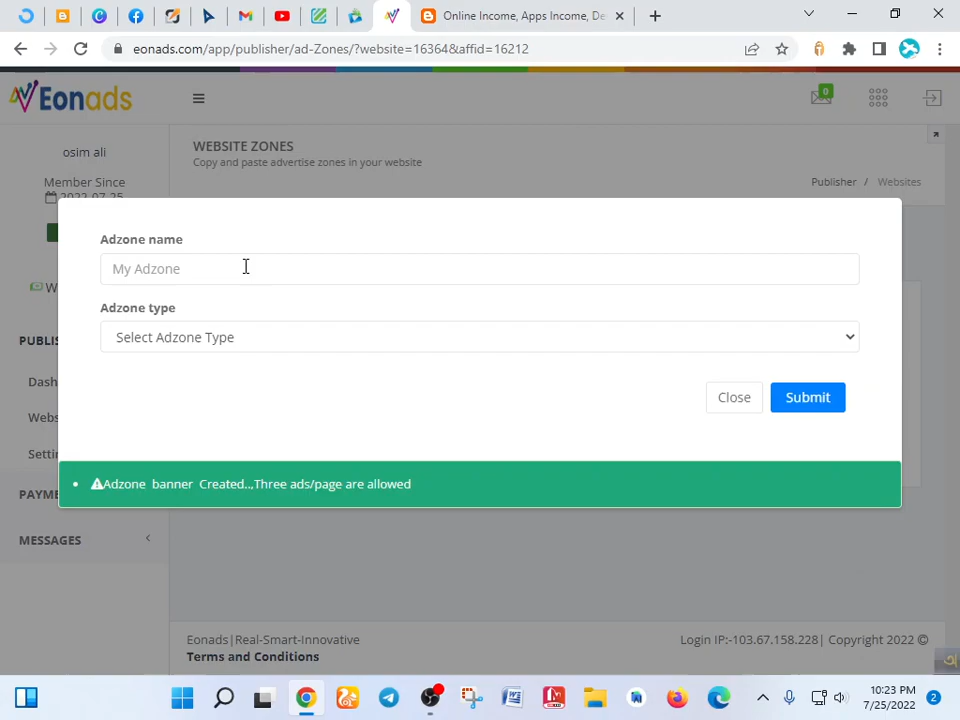 Online Income, Apps Income, De
eonads.com/app/publisher/ad-Zones/?website=16364&affid=16212
Eonads
0
osim ali
WEBSITE ZONES
Copy and paste advertise zones in your website
Member Since
2022-07-25
Publisher / Websites
Adzone name
My Adzone
W
Adzone type
PUBLIS
Select Adzone Type
Dash
Close
Submit
Webs
Setti
Adzone banner Created..,Three ads/page are allowed
PAYME
MESSAGES
Eonads|Real-Smart-Innovative
Login IP:-103.67.158.228| Copyright 2022 ©
Terms and Conditions
10:23 PM
7/25/2022
2